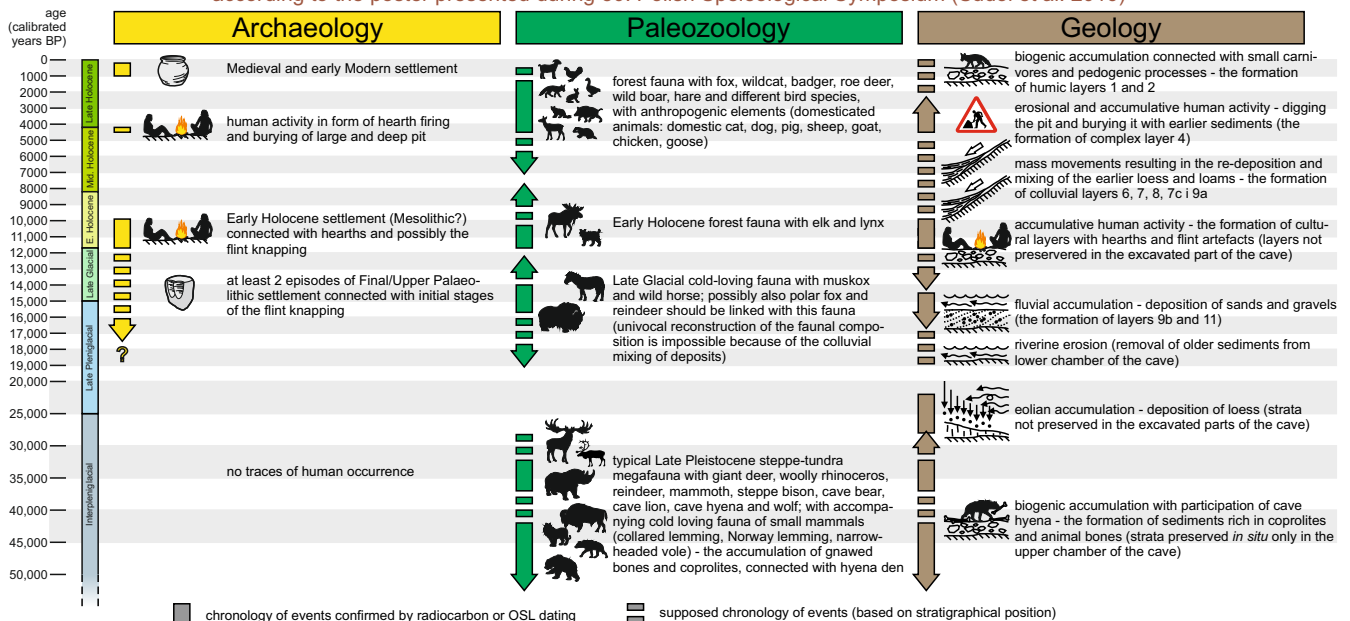 according to the poster presented during Polish Speleological Symposium
age
(calibrated
years BP)
Archaeology
Paleozoology
Geology
0
1000
2000
3000
4000
5000
6000
7000
8000
9000
10,000
11,000
12,000
13,000
14,000
15,000
16,000
17,000
18,000
19,000
20,000
25,000
30,000
35,000
40,000
45,000
50,000
Late Holocene
Mid. Holocene
E. Holocene
Late Glacial
Late Pleniglacial
Interpleniglacial
Medieval and early Modern settlement
human activity in form of hearth firing
and burying of large and deep pit
Early Holocene settlement (Mesolithic?)
connected with hearths and possibly the
flint knapping
at least 2 episodes of Final/Upper Palaeo-
lithic settlement connected with initial stages
of the flint knapping
?
no traces of human occurrence
forest fauna with fox, wildcat, badger, roe deer,
wild boar, hare and different bird species,
with anthropogenic elements (domesticated
animals: domestic cat, dog, pig, sheep, goat,
chicken, goose)
Early Holocene forest fauna with elk and lynx
Late Glacial cold-loving fauna with muskox
and wild horse; possibly also polar fox and
reindeer should be linked with this fauna
(univocal reconstruction of the faunal compo-
sition is impossible because of the colluvial
mixing of deposits)
typical Late Pleistocene steppe-tundra
megafauna with giant deer, woolly rhinoceros,
reindeer, mammoth, steppe bison, cave bear,
cave lion, cave hyena and wolf; with accompa-
nying cold loving fauna of small mammals
(collared lemming, Norway lemming, narrow-
headed vole) - the accumulation of gnawed
bones and coprolites, connected with hyena den
biogenic accumulation connected with small carni-
vores and pedogenic processes - the formation
of humic layers 1 and 2
erosional and accumulative human activity - digging
the pit and burying it with earlier sediments (the
formation of complex layer 4)
mass movements resulting in the re-deposition and
mixing of the earlier loess and loams - the formation
of colluvial layers 6, 7, 8, 7c i 9a
accumulative human activity - the formation of cultu-
ral layers with hearths and flint artefacts (layers not
preservered in the excavated part of the cave)
fluvial accumulation - deposition of sands and gravels
(the formation of layers 9b and 11)
riverine erosion (removal of older sediments from
lower chamber of the cave)
eolian accumulation - deposition of loess (strata
not preserved in the excavated parts of the cave)
biogenic accumulation with participation of cave
hyena - the formation of sediments rich in coprolites
and animal bones (strata preserved in situ only in the
upper chamber of the cave)
chronology of events confirmed by radiocarbon or OSL dating
supposed chronology of events (based on stratigraphical position)